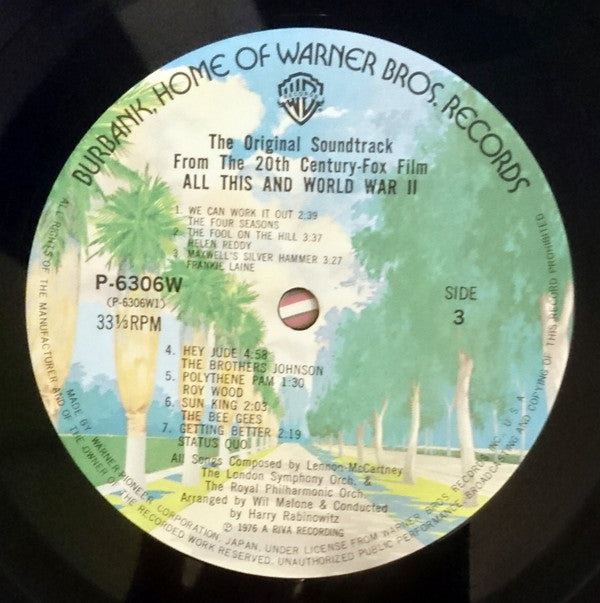 BURBANK, HOME OF WARNER BROS. RECORDS
RECORDS
The Original Soundtrack
From The 20th Century-Fox Film
ALL THIS AND WORLD WAR II
1. WE CAN WORK IT OUT 2:39
THE FOUR SEASONS
2. THE FOOL ON THE HILL 3:37
HELEN REDDY
3. MAXWELL'S SILVER HAMMER 3:27
FRANKIE LAINE
P-6306W
(P-6306W1)
33⅓RPM
SIDE
3
4. HEY JUDE 4:58
THE BROTHERS JOHNSON
5. POLYTHENE PAM 1:30
ROY WOOD
6. SUN KING 2:03
THE BEE GEES
7. GETTING BETTER 2:19
STATUS QUO
All Songs Composed by Lennon-McCartney
The London Symphony Orch. &
The Royal Philharmonic Orch.
Arranged by Wil Malone & Conducted
by Harry Rabinowitz
℗ 1976 A RIVA RECORDING
MADE BY WARNER-PIONEER CORPORATION, JAPAN, UNDER LICENSE FROM WARNER BROS RECORDS INC. U.S.A.
ALL RIGHTS OF THE MANUFACTURER AND OF THE OWNER OF THE RECORDED WORK RESERVED. UNAUTHORIZED PUBLIC PERFORMANCE, BROADCASTING AND COPYING OF THIS RECORD PROHIBITED